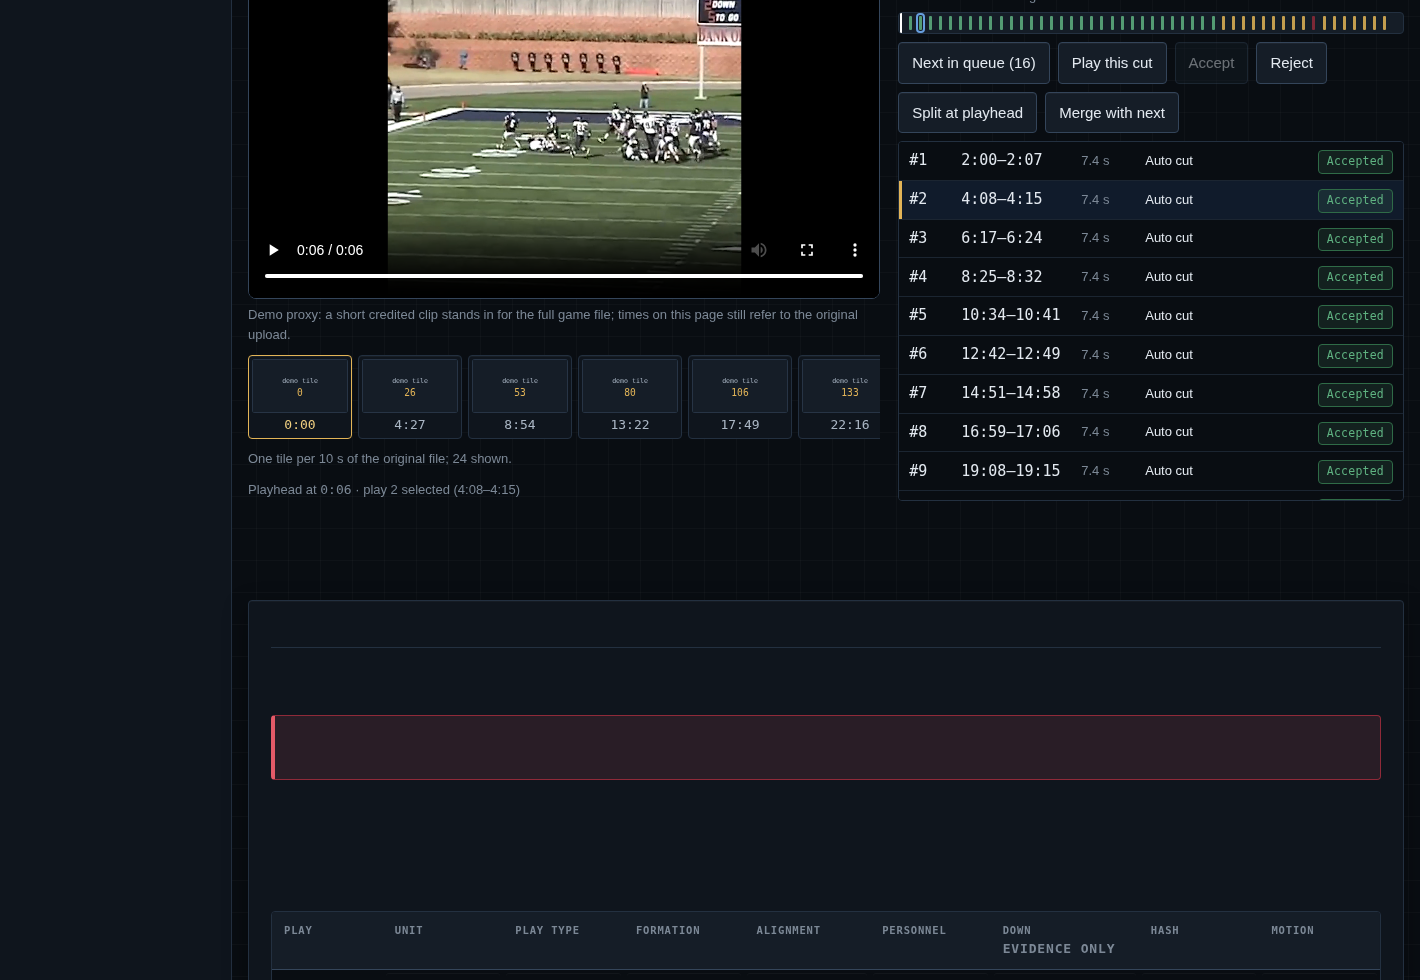 DOWN
TO GO
BANK O
0:06 / 0:06
Demo proxy: a short credited clip stands in for the full game file; times on this page still refer to the original
upload.
demo tile demo tile demo tile demo tile demo tile demo tile
0 26 53 80 106 133
0:00 4:27 8:54 13:22 17:49 22:16
One tile per 10 s of the original file; 24 shown.
Playhead at 0:06 · play 2 selected (4:08–4:15)
Next in queue (16) Play this cut Accept Reject
Split at playhead Merge with next
#1 2:00–2:07 7.4 s Auto cut Accepted
#2 4:08–4:15 7.4 s Auto cut Accepted
#3 6:17–6:24 7.4 s Auto cut Accepted
#4 8:25–8:32 7.4 s Auto cut Accepted
#5 10:34–10:41 7.4 s Auto cut Accepted
#6 12:42–12:49 7.4 s Auto cut Accepted
#7 14:51–14:58 7.4 s Auto cut Accepted
#8 16:59–17:06 7.4 s Auto cut Accepted
#9 19:08–19:15 7.4 s Auto cut Accepted
PLAY UNIT PLAY TYPE FORMATION ALIGNMENT PERSONNEL DOWN HASH MOTION
EVIDENCE ONLY